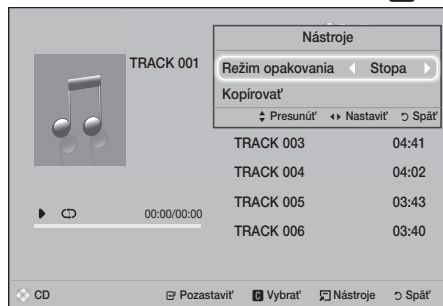 Nástroje
TRACK 001
Režim opakovania Stopa
Kopírovať
Presunúť Nastaviť Späť
TRACK 003 04:41
TRACK 004 04:02
TRACK 005 03:43
00:00/00:00
TRACK 006 03:40
CD Pozastaviť C Vybrať Nástroje Späť